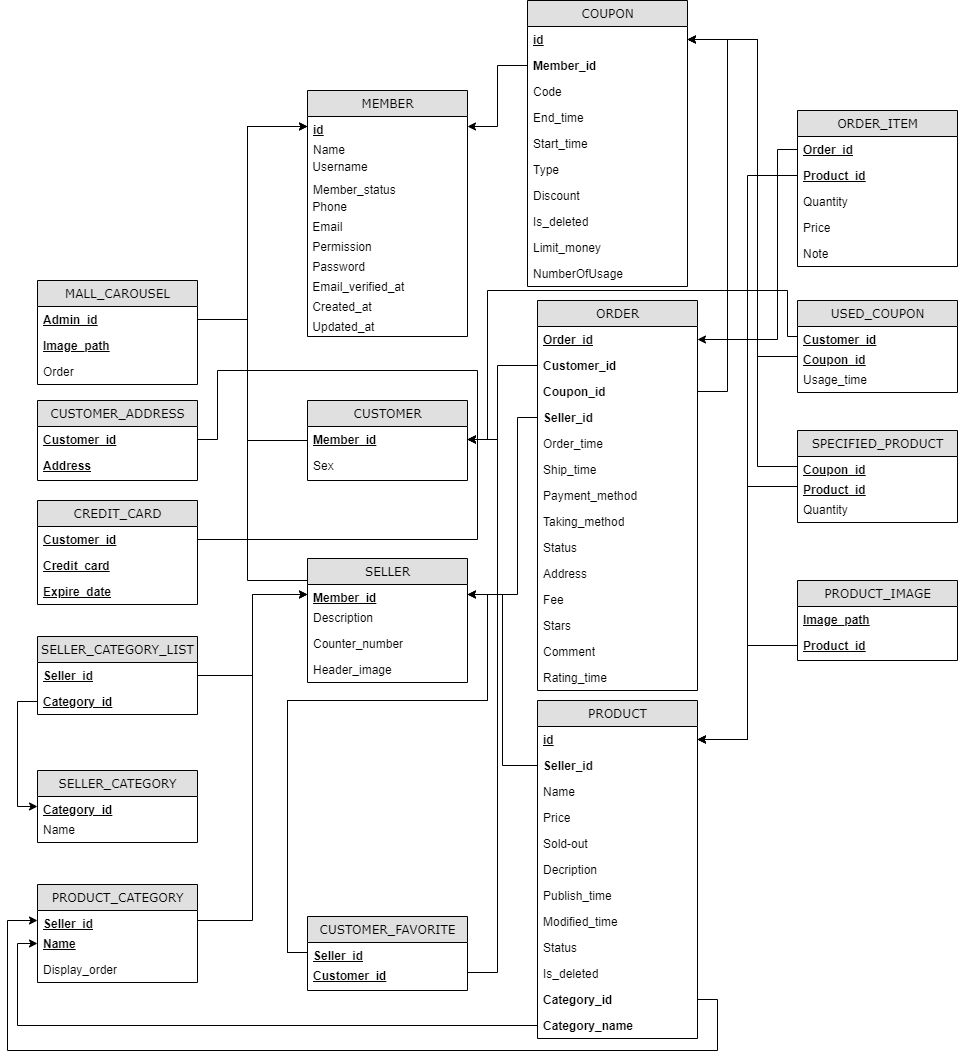 COUPON
id
Member_id
Code
End_time
Start_time
Type
Discount
Is_deleted
Limit_money
NumberOfUsage
MEMBER
id
Name
Username
Member_status
Phone
Email
Permission
Password
Email_verified_at
Created_at
Updated_at
ORDER_ITEM
Order_id
Product_id
Quantity
Price
Note
MALL_CAROUSEL
Admin_id
Image_path
Order
ORDER
Order_id
Customer_id
Coupon_id
Seller_id
Order_time
Ship_time
Payment_method
Taking_method
Status
Address
Fee
Stars
Comment
Rating_time
USED_COUPON
Customer_id
Coupon_id
Usage_time
CUSTOMER_ADDRESS
Customer_id
Address
CUSTOMER
Member_id
Sex
SPECIFIED_PRODUCT
Coupon_id
Product_id
Quantity
CREDIT_CARD
Customer_id
Credit_card
Expire_date
SELLER
Member_id
Description
Counter_number
Header_image
PRODUCT_IMAGE
Image_path
Product_id
SELLER_CATEGORY_LIST
Seller_id
Category_id
PRODUCT
id
Seller_id
Name
Price
Sold-out
Decription
Publish_time
Modified_time
Status
Is_deleted
Category_id
Category_name
SELLER_CATEGORY
Category_id
Name
PRODUCT_CATEGORY
Seller_id
Name
Display_order
CUSTOMER_FAVORITE
Seller_id
Customer_id